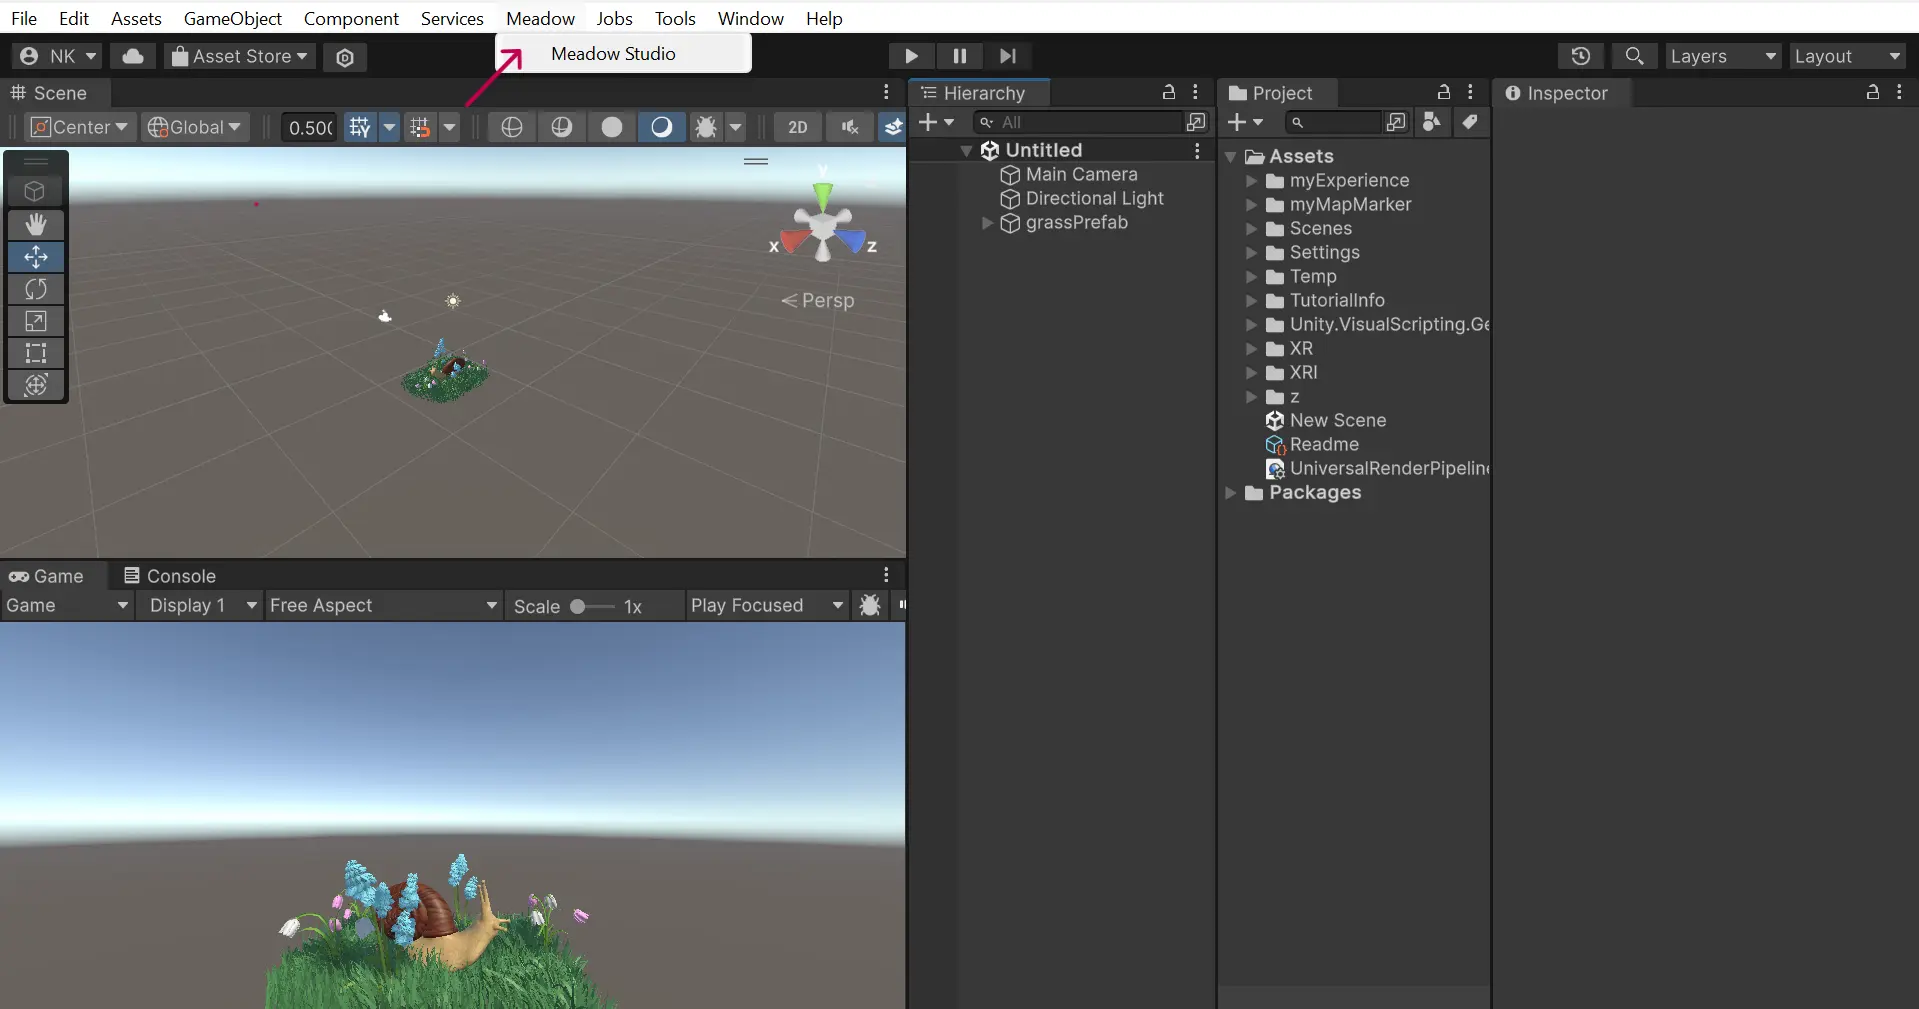 File Edit Assets GameObject Component Services Meadow Jobs Tools Window Help
Meadow Studio
NK Asset Store Layers Layout
Scene
Center Global 0.50 2D
y
x z
Persp
Game Console
Game Display 1 Free Aspect Scale 1x Play Focused
Hierarchy
All
Untitled
Main Camera
Directional Light
grassPrefab
Project
Assets
myExperience
myMapMarker
Scenes
Settings
Temp
TutorialInfo
Unity.VisualScripting.Ge
XR
XRI
z
New Scene
Readme
UniversalRenderPipeline
Packages
Inspector